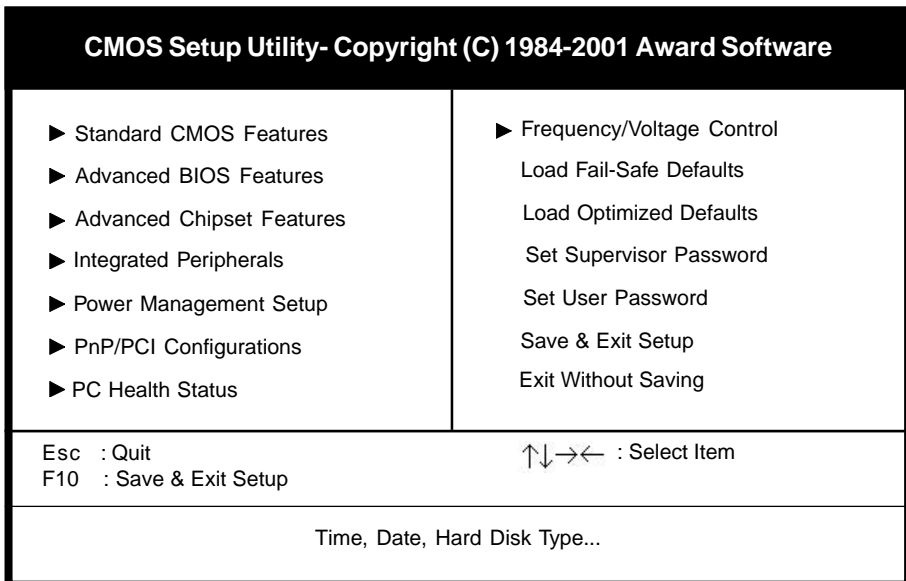 CMOS Setup Utility- Copyright (C) 1984-2001 Award Software
▶ Standard CMOS Features
▶ Advanced BIOS Features
▶ Advanced Chipset Features
▶ Integrated Peripherals
▶ Power Management Setup
▶ PnP/PCI Configurations
▶ PC Health Status
▶ Frequency/Voltage Control
Load Fail-Safe Defaults
Load Optimized Defaults
Set Supervisor Password
Set User Password
Save & Exit Setup
Exit Without Saving
Esc : Quit
F10 : Save & Exit Setup
↑↓→← : Select Item
Time, Date, Hard Disk Type...